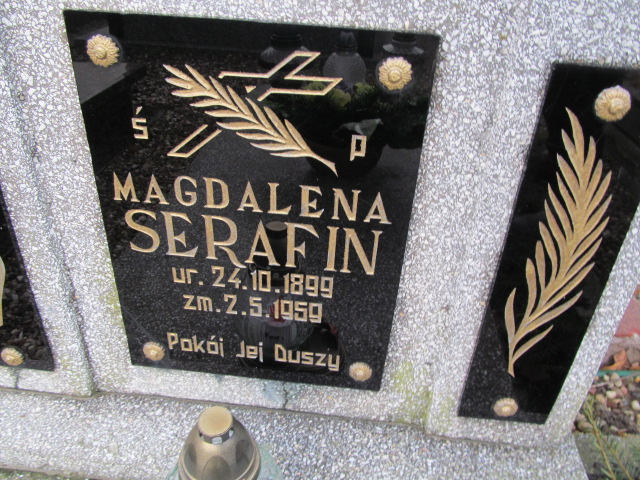 ś p
MAGDALENA
SERAFIN
ur. 24.10.1899
zm. 2.5.1959
Pokój Jej Duszy